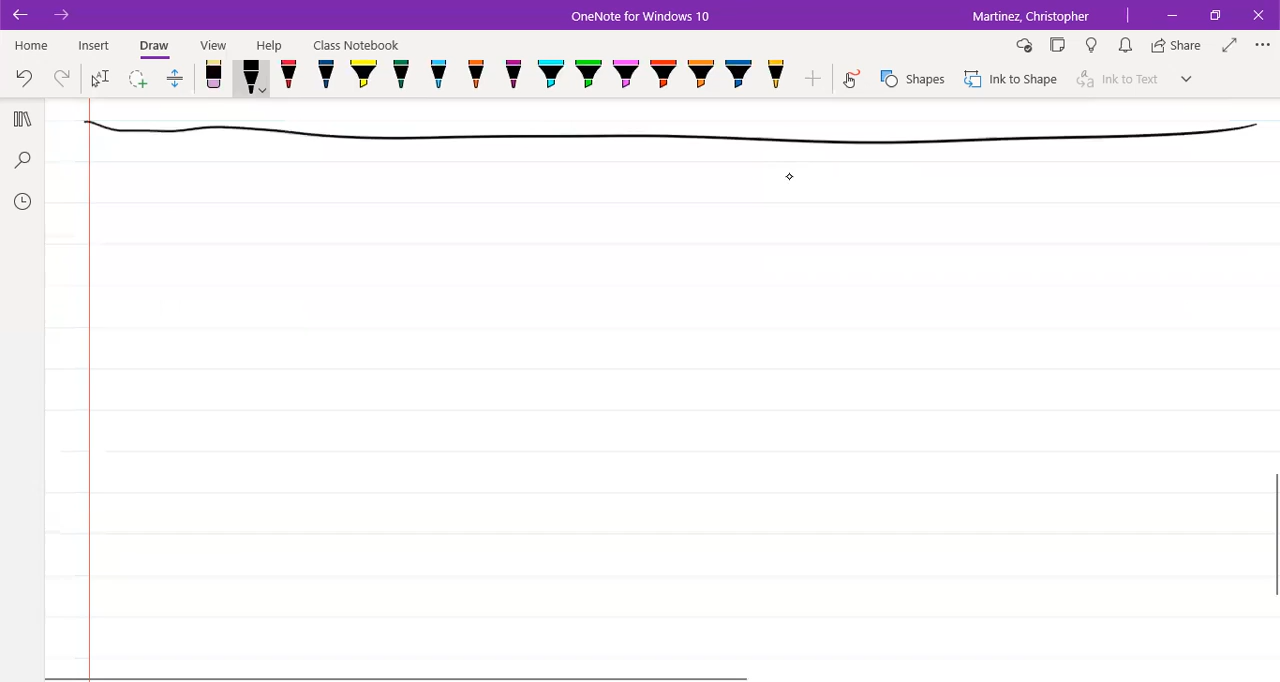 OneNote for Windows 10
Martinez, Christopher
Home Insert Draw View Help Class Notebook
Share
Shapes Ink to Shape Ink to Text